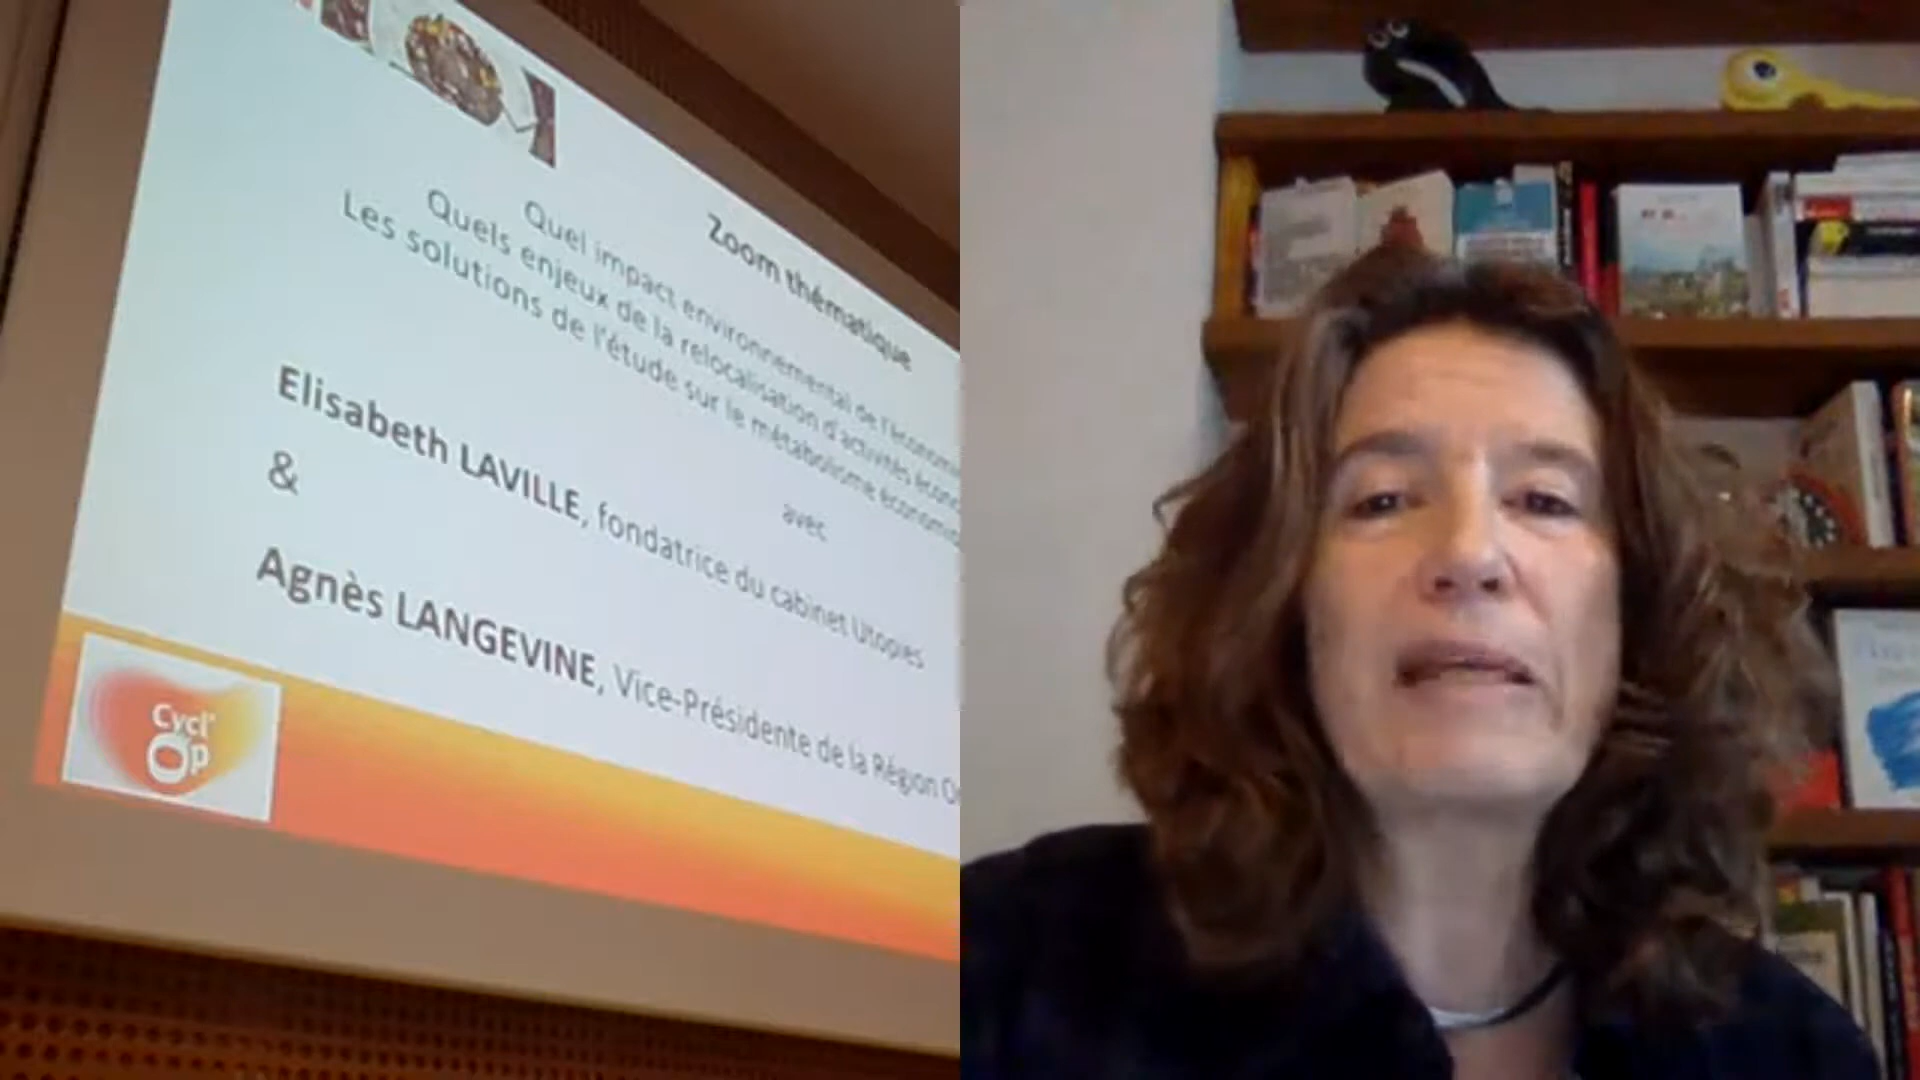 Zoom thématique
Quel impact environnemental de l'économi
Quels enjeux de la relocalisation d'activités écono
Les solutions de l'étude sur le métabolisme économiq
avec
Elisabeth LAVILLE, fondatrice du cabinet Utopies
&
Agnès LANGEVINE, Vice-Présidente de la Région O
Cycl'
Op